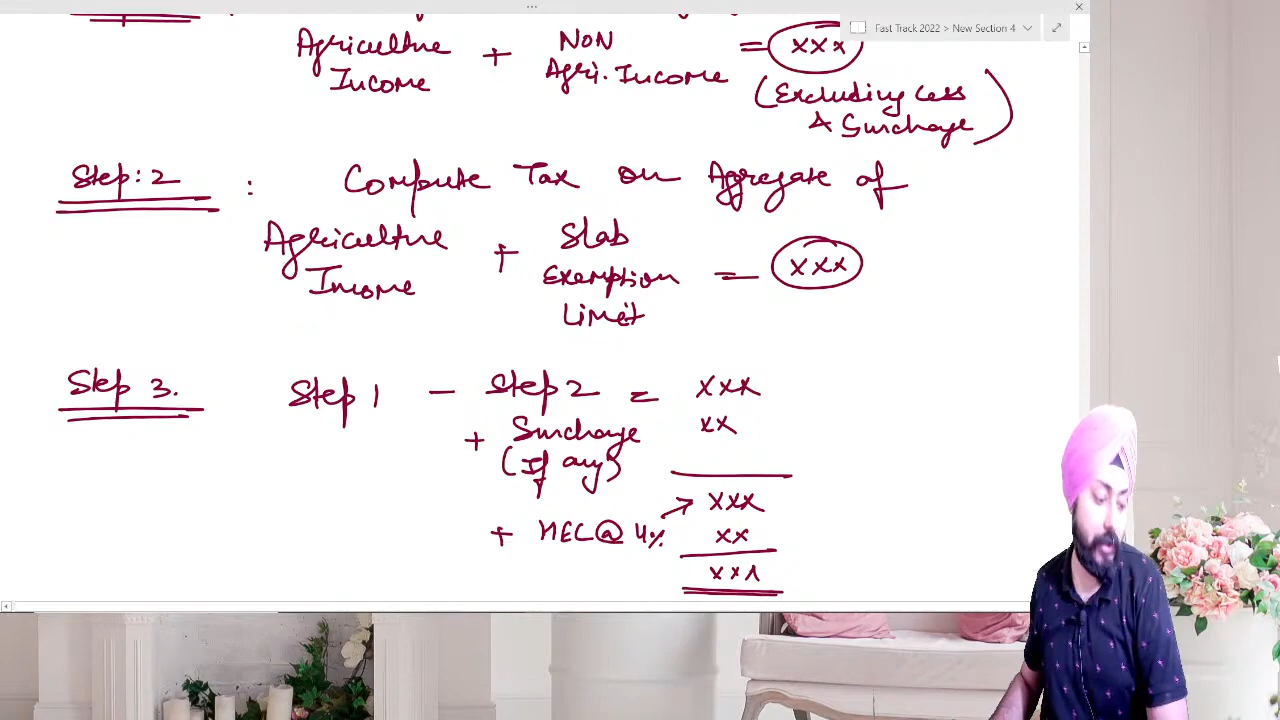 Fast Track 2022 > New Section 4
Agriculture + NON = xxx
Income Agri. Income
(Excluding Cess
& Surcharge)
Step: 2 : Compute Tax on Aggregate of
Agriculture + Slab
Income Exemption = xxx
Limit
Step 3. Step 1 - Step 2 = xxx
+ Surcharge xx
(If any)
→ xxx
+ HEC @ 4% xx
xxx